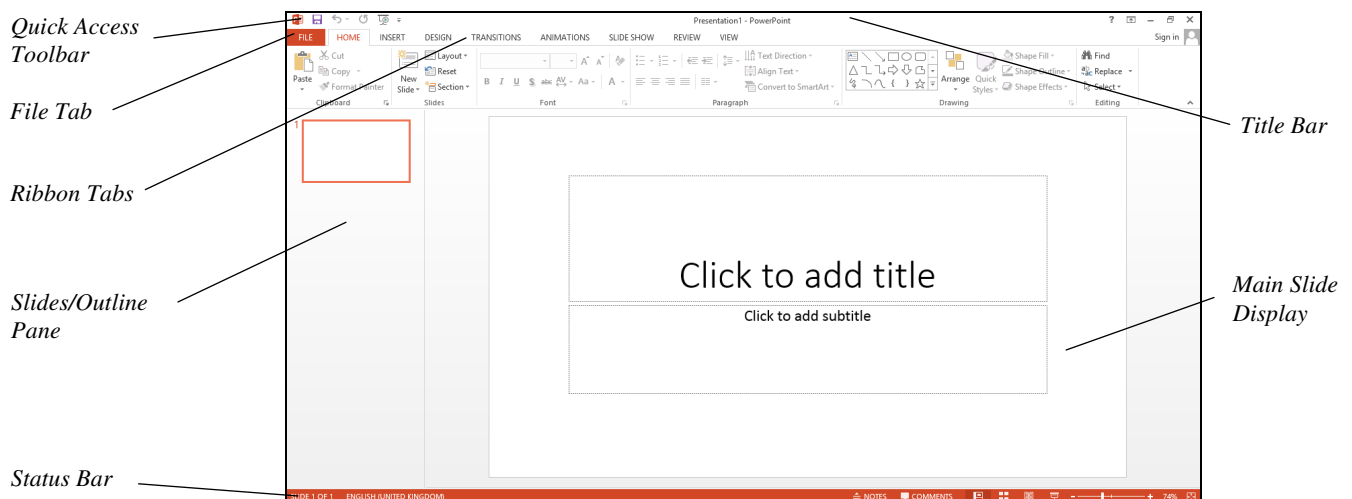 Quick Access
Toolbar
File Tab
Ribbon Tabs
Slides/Outline
Pane
Status Bar
Presentation1 - PowerPoint
?
FILE HOME INSERT DESIGN TRANSITIONS ANIMATIONS SLIDE SHOW REVIEW VIEW
Sign in
Paste
Cut
Copy
Format Painter
Clipboard
New
Slide
Layout
Reset
Section
Slides
B I U S abc AV Aa A
A A
Font
Paragraph
Text Direction
Align Text
Convert to SmartArt
Arrange
Quick
Styles
Shape Fill
Shape Outline
Shape Effects
Drawing
Find
Replace
Select
Editing
1
Click to add title
Click to add subtitle
SLIDE 1 OF 1 ENGLISH (UNITED KINGDOM)
NOTES COMMENTS
74%
Title Bar
Main Slide
Display